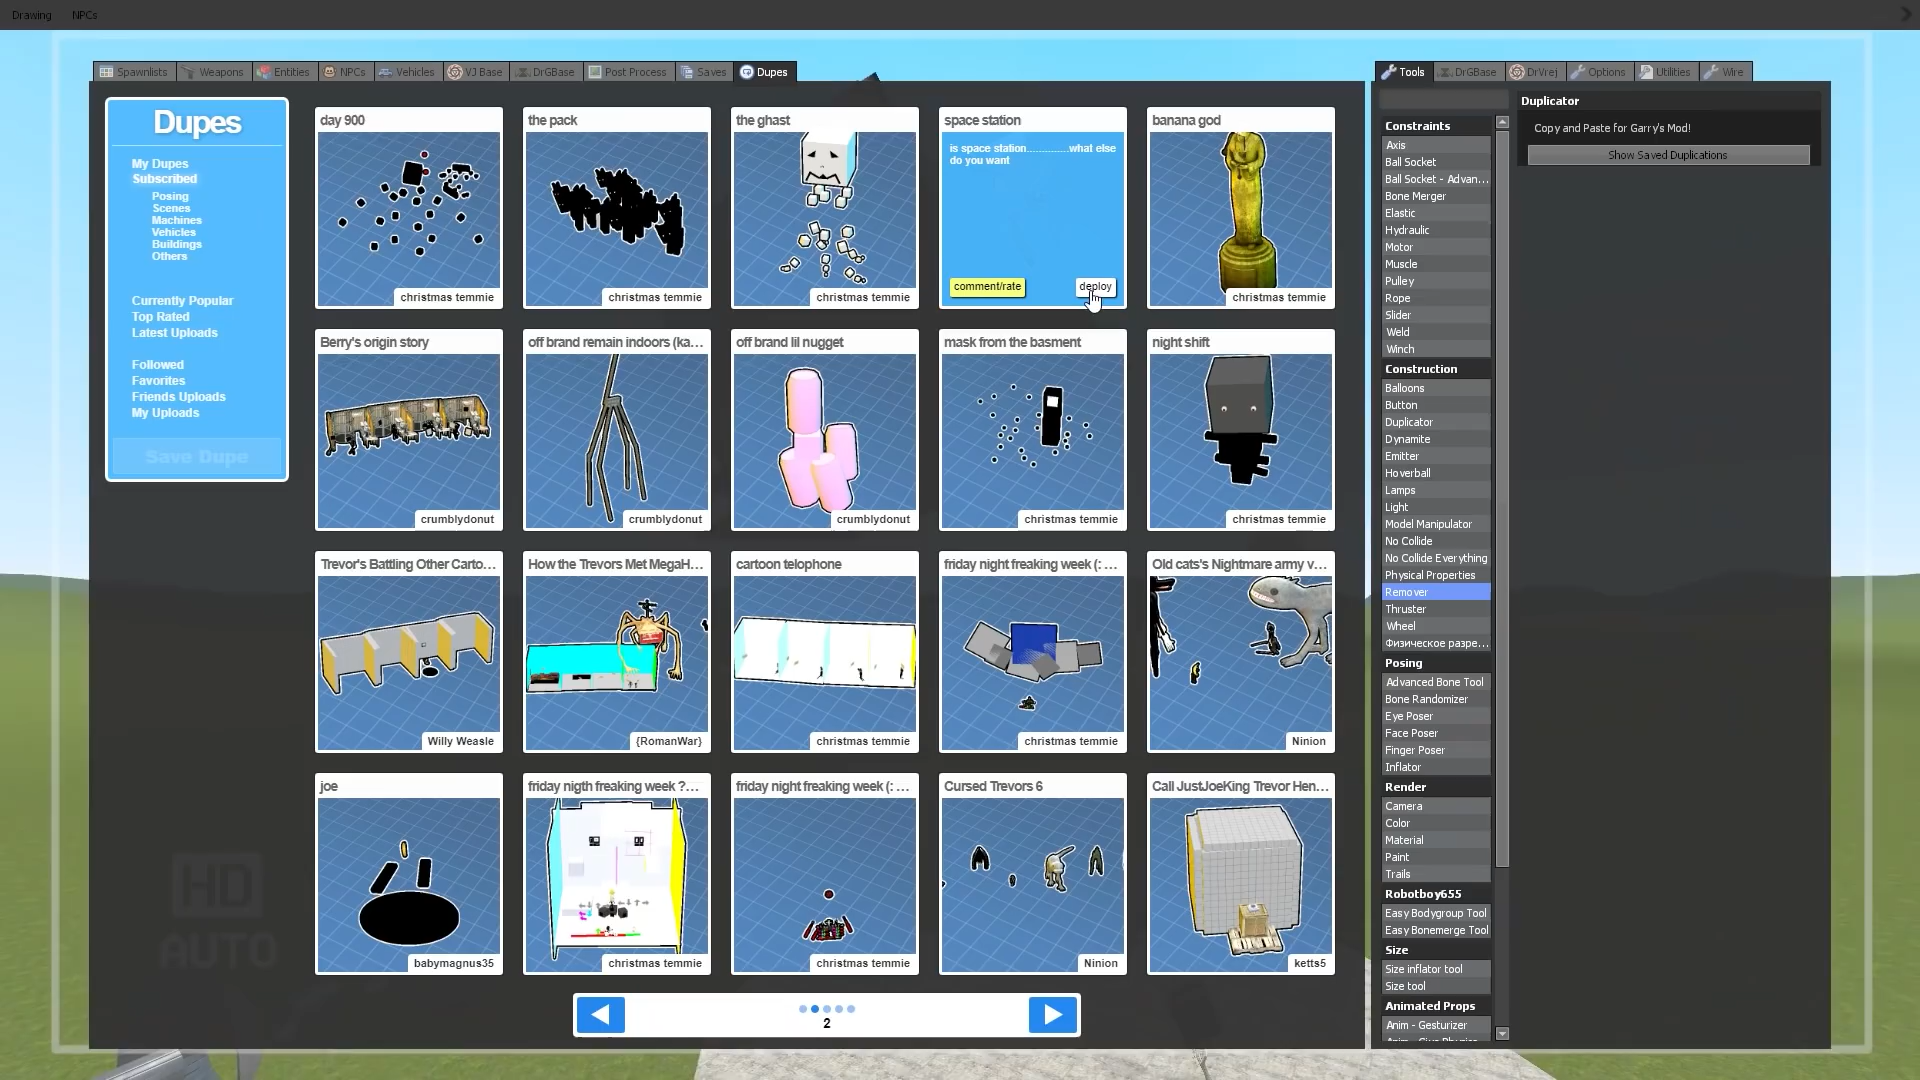 Drawing NPCs
Spawnlists Weapons Entities NPCs Vehicles VJ Base DrGBase Post Process Saves Dupes
Tools DrGBase DrVrej Options Utilities Wire
Dupes
My Dupes
Subscribed
Posing
Scenes
Machines
Vehicles
Buildings
Others
Currently Popular
Top Rated
Latest Uploads
Followed
Favorites
Friends Uploads
My Uploads
Save Dupe
HD
AUTO
day 900
christmas temmie
the pack
christmas temmie
the ghast
christmas temmie
space station
is space station.............what else
do you want
comment/rate
deploy
banana god
christmas temmie
Berry's origin story
crumblydonut
off brand remain indoors (ka...
crumblydonut
off brand lil nugget
crumblydonut
mask from the basment
christmas temmie
night shift
christmas temmie
Trevor's Battling Other Carto...
Willy Weasle
How the Trevors Met MegaH...
{RomanWar}
cartoon telophone
christmas temmie
friday night freaking week (: ...
christmas temmie
Old cats's Nightmare army v...
Ninion
joe
babymagnus35
friday nigth freaking week ?...
christmas temmie
friday night freaking week (: ...
christmas temmie
Cursed Trevors 6
Ninion
Call JustJoeKing Trevor Hen...
ketts5
2
Constraints
Axis
Ball Socket
Ball Socket - Advan...
Bone Merger
Elastic
Hydraulic
Motor
Muscle
Pulley
Rope
Slider
Weld
Winch
Construction
Balloons
Button
Duplicator
Dynamite
Emitter
Hoverball
Lamps
Light
Model Manipulator
No Collide
No Collide Everything
Physical Properties
Remover
Thruster
Wheel
Физическое разре...
Posing
Advanced Bone Tool
Bone Randomizer
Eye Poser
Face Poser
Finger Poser
Inflator
Render
Camera
Color
Material
Paint
Trails
Robotboy655
Easy Bodygroup Tool
Easy Bonemerge Tool
Size
Size inflator tool
Size tool
Animated Props
Anim - Gesturizer
Duplicator
Copy and Paste for Garry's Mod!
Show Saved Duplications